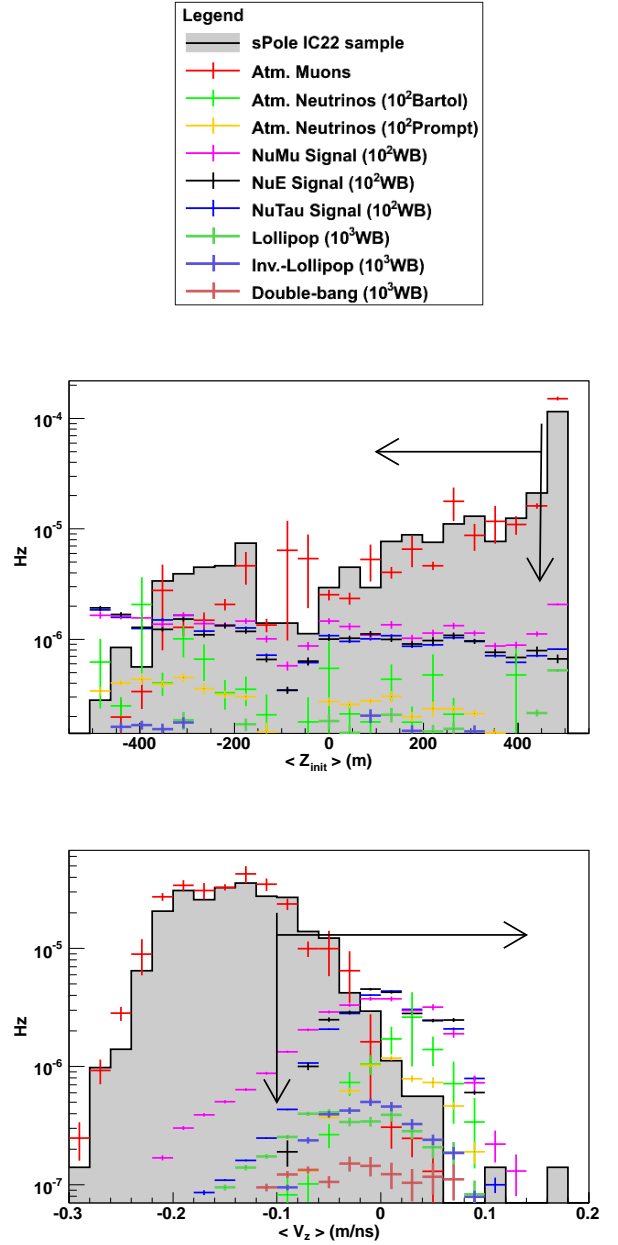 Legend
sPole IC22 sample
Atm. Muons
Atm. Neutrinos (10²Bartol)
Atm. Neutrinos (10²Prompt)
NuMu Signal (10²WB)
NuE Signal (10²WB)
NuTau Signal (10²WB)
Lollipop (10³WB)
Inv.-Lollipop (10³WB)
Double-bang (10³WB)
10⁻⁴
10⁻⁵
10⁻⁶
Hz
-400 -200 0 200 400
< Z_init > (m)
10⁻⁵
10⁻⁶
10⁻⁷
Hz
-0.3 -0.2 -0.1 0 0.1 0.2
< V_z > (m/ns)